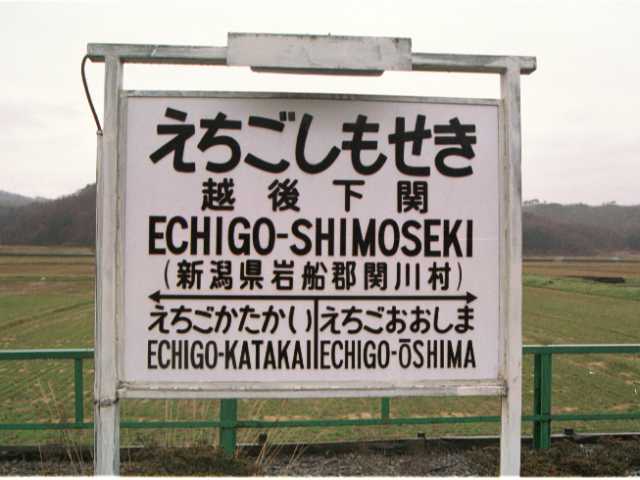 えちごしもせき
越後下関
ECHIGO-SHIMOSEKI
(新潟県岩船郡関川村)
えちごかたかい えちごおおしま
ECHIGO-KATAKAI ECHIGO-ŌSHIMA